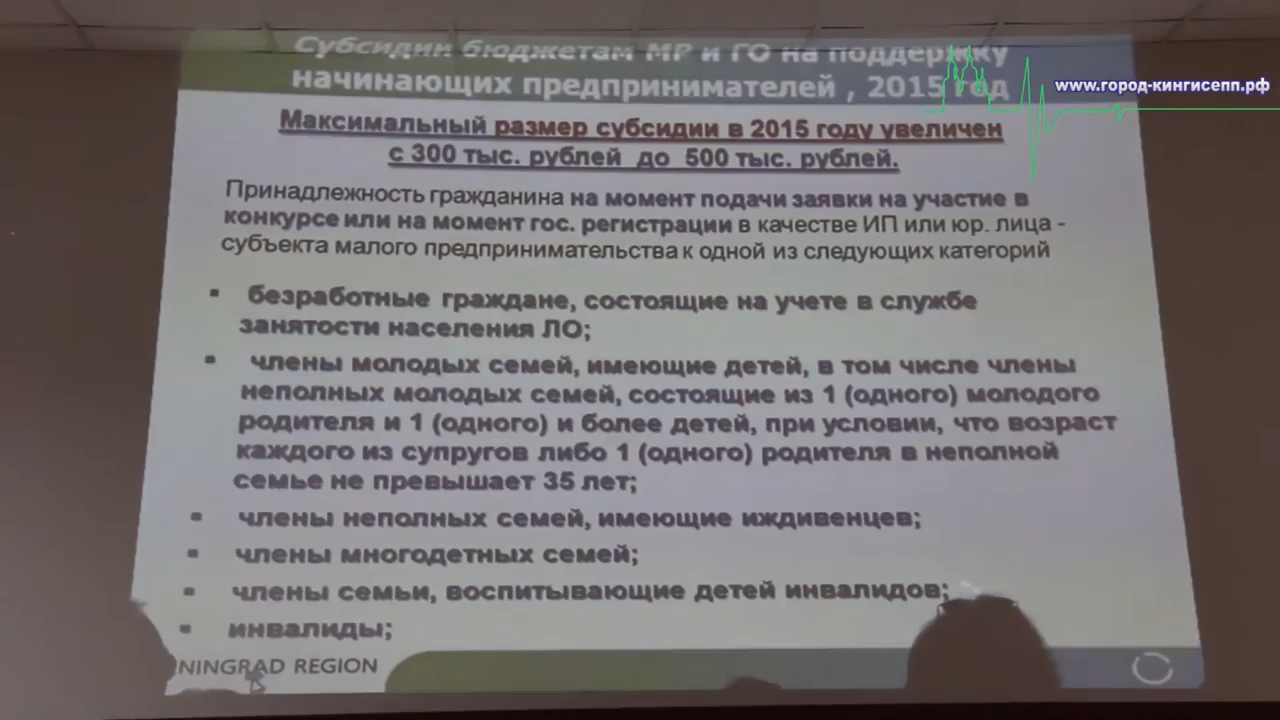 Субсидии бюджетам МР и ГО на поддержку
начинающих предпринимателей , 2015 год
www.город-кингисепп.рф
Максимальный размер субсидии в 2015 году увеличен
с 300 тыс. рублей до 500 тыс. рублей.
Принадлежность гражданина на момент подачи заявки на участие в
конкурсе или на момент гос. регистрации в качестве ИП или юр. лица -
субъекта малого предпринимательства к одной из следующих категорий
▪ безработные граждане, состоящие на учете в службе
занятости населения ЛО;
▪ члены молодых семей, имеющие детей, в том числе члены
неполных молодых семей, состоящие из 1 (одного) молодого
родителя и 1 (одного) и более детей, при условии, что возраст
каждого из супругов либо 1 (одного) родителя в неполной
семье не превышает 35 лет;
▪ члены неполных семей, имеющие иждивенцев;
▪ члены многодетных семей;
▪ члены семьи, воспитывающие детей инвалидов;
▪ инвалиды;
NINGRAD REGION